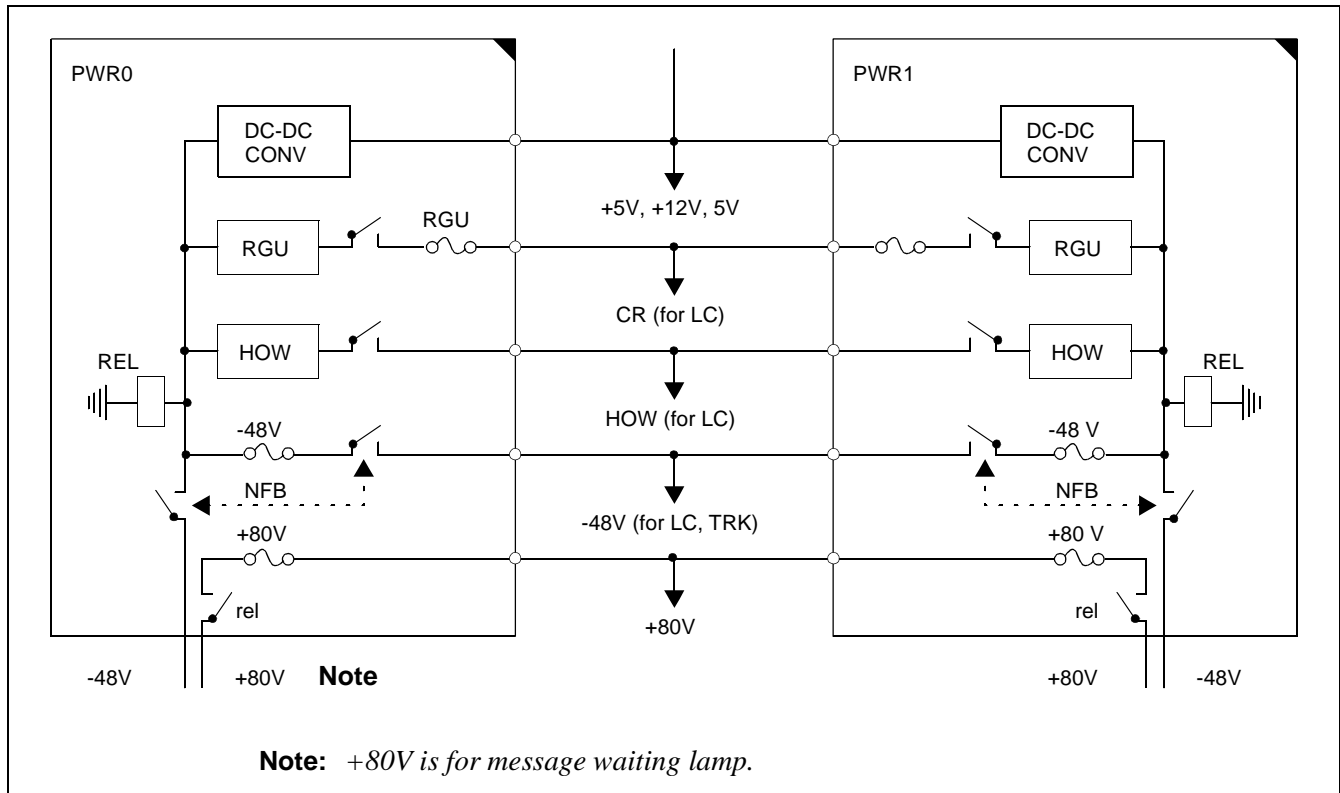 PWR0
PWR1
DC-DC
CONV
DC-DC
CONV
+5V, +12V, 5V
RGU
RGU
RGU
CR (for LC)
HOW
HOW
REL
REL
HOW (for LC)
-48V
-48 V
NFB
NFB
-48V (for LC, TRK)
+80V
+80 V
rel
rel
+80V
-48V
+80V
Note
+80V
-48V
Note: +80V is for message waiting lamp.